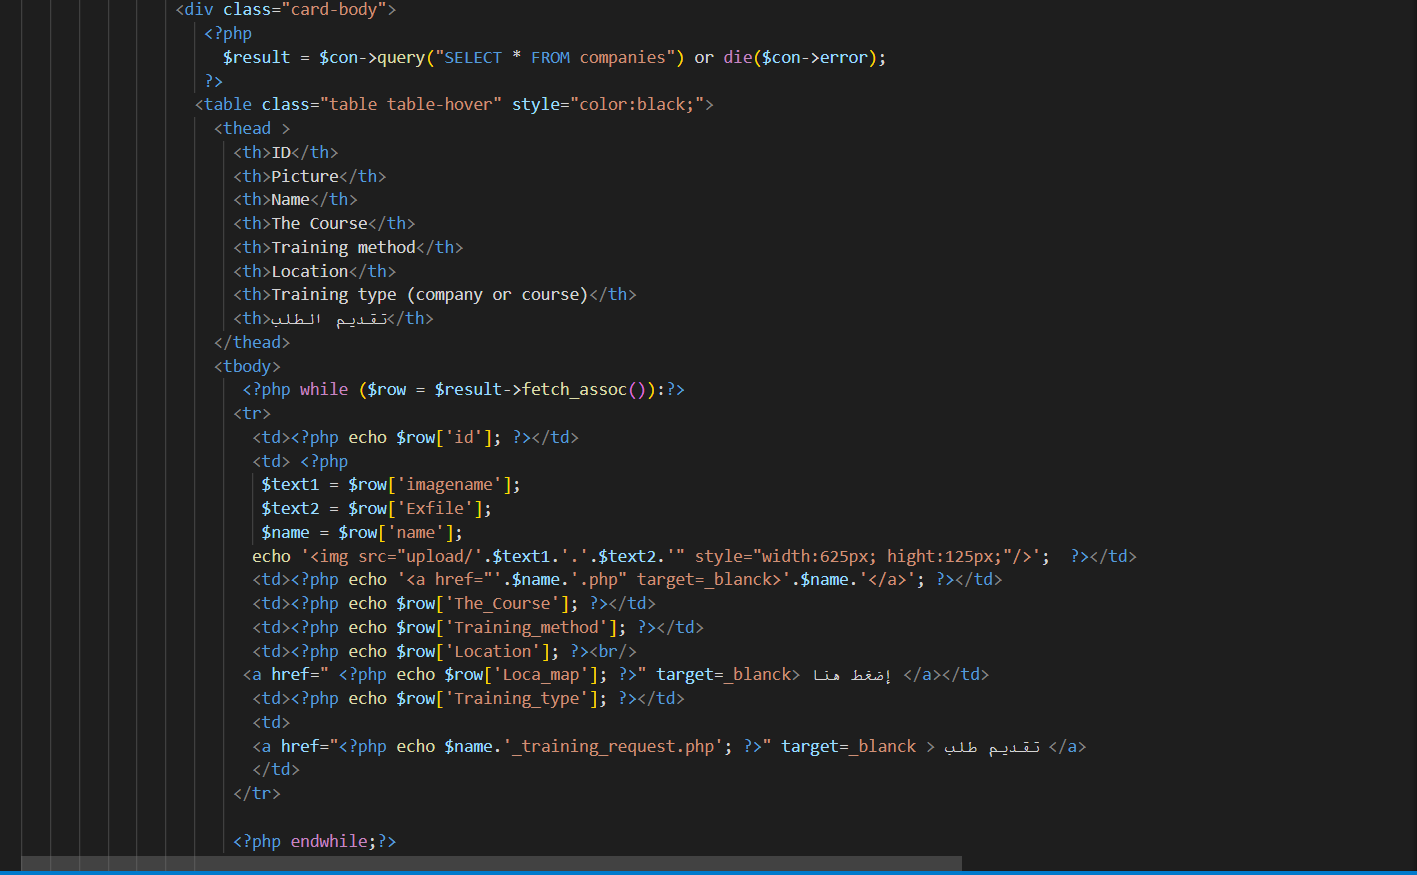 <div class="card-body">
<?php
$result = $con->query("SELECT * FROM companies") or die($con->error);
?>
<table class="table table-hover" style="color:black;">
<thead >
<th>ID</th>
<th>Picture</th>
<th>Name</th>
<th>The Course</th>
<th>Training method</th>
<th>Location</th>
<th>Training type (company or course)</th>
<th>تقديم الطلب</th>
</thead>
<tbody>
<?php while ($row = $result->fetch_assoc()):?>
<tr>
<td><?php echo $row['id']; ?></td>
<td> <?php
$text1 = $row['imagename'];
$text2 = $row['Exfile'];
$name = $row['name'];
echo '<img src="upload/'.$text1.'.'.$text2.'" style="width:625px; hight:125px;"/>';  ?></td>
<td><?php echo '<a href="'.$name.'.php" target=_blanck>'.$name.'</a>'; ?></td>
<td><?php echo $row['The_Course']; ?></td>
<td><?php echo $row['Training_method']; ?></td>
<td><?php echo $row['Location']; ?><br/>
<a href=" <?php echo $row['Loca_map']; ?>" target=_blanck> إضغط هنا </a></td>
<td><?php echo $row['Training_type']; ?></td>
<td>
<a href="<?php echo $name.'_training_request.php'; ?>" target=_blanck > تقديم طلب </a>
</td>
</tr>
<?php endwhile;?>